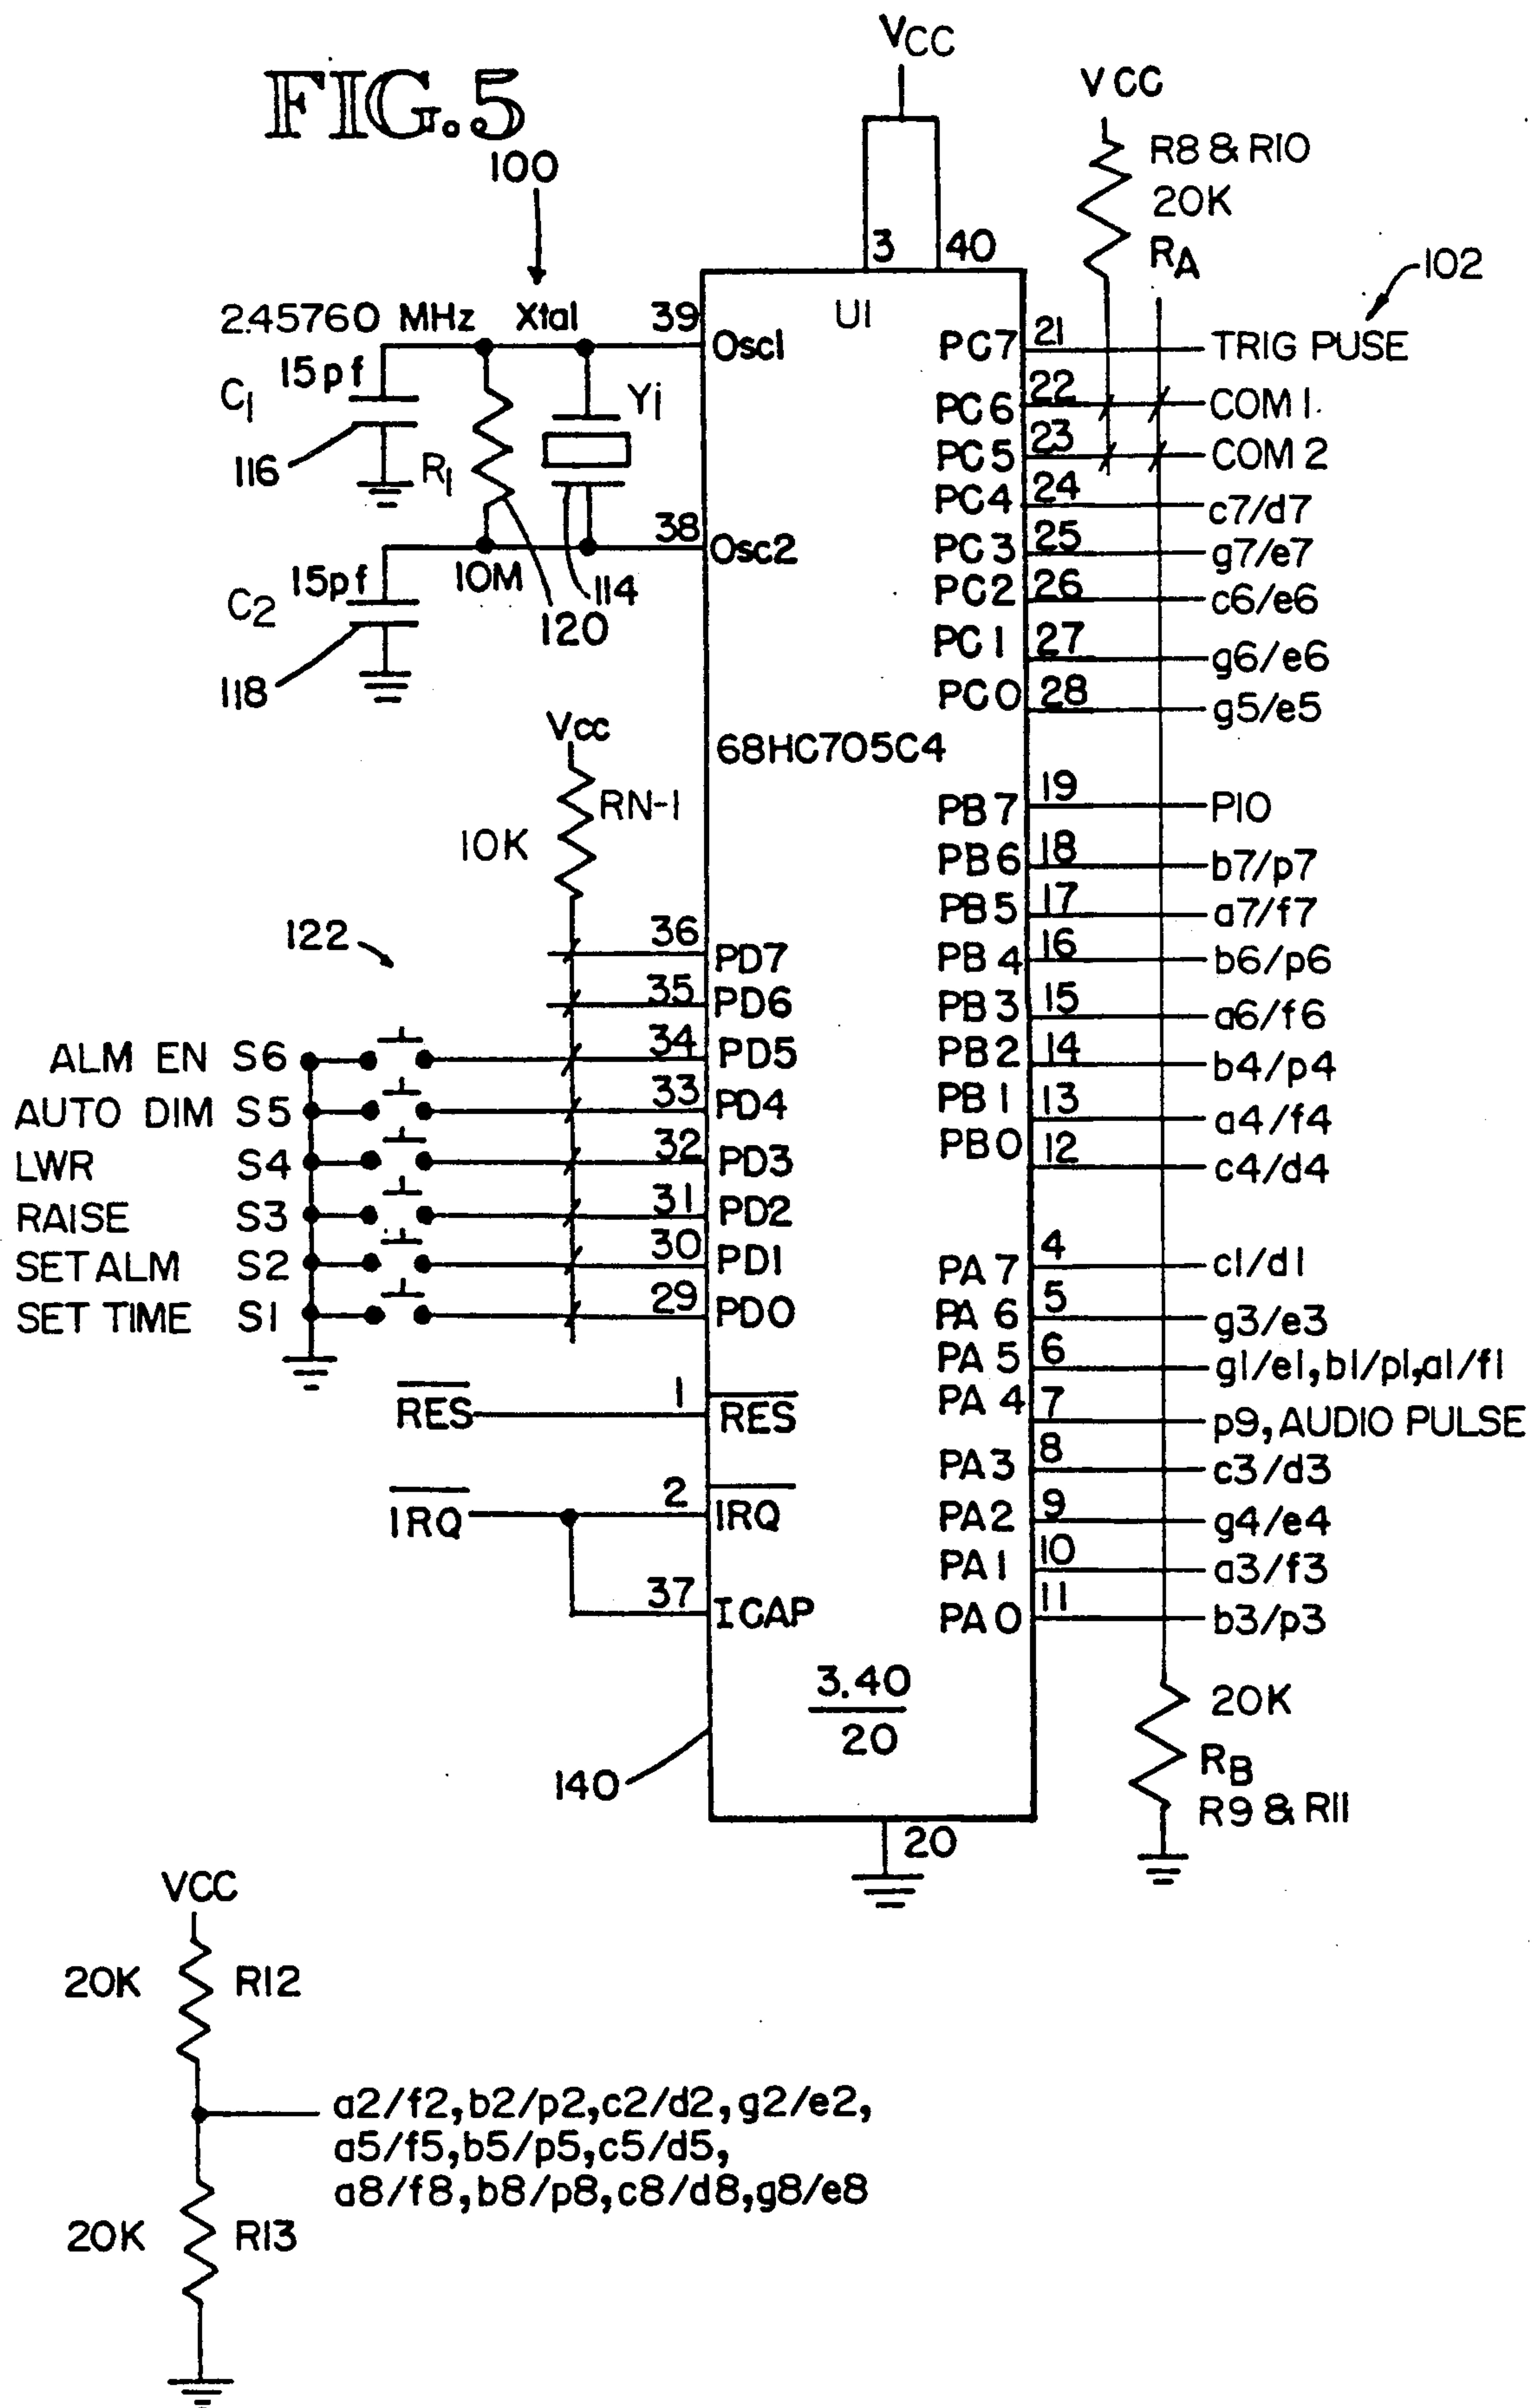 FIG.5
100
VCC
VCC
R8 & R10
20K
RA
102
3 40
U1
2.45760 MHz Xtal
39 Osc1
15pf
C1
116
R1
Yi
38 Osc2
15pf
C2
118
10M
120
114
PC7 21 TRIG PUSE
PC6 22 COM 1
PC5 23 COM 2
PC4 24 c7/d7
PC3 25 g7/e7
PC2 26 c6/e6
PC1 27 g6/e6
PC0 28 g5/e5
68HC705C4
Vcc
RN-1
10K
PB7 19 P10
PB6 18 b7/p7
PB5 17 a7/f7
PB4 16 b6/p6
PB3 15 a6/f6
PB2 14 b4/p4
PB1 13 a4/f4
PB0 12 c4/d4
122
36 PD7
35 PD6
ALM EN S6 34 PD5
AUTO DIM S5 33 PD4
LWR S4 32 PD3
RAISE S3 31 PD2
SET ALM S2 30 PD1
SET TIME S1 29 PD0
PA7 4 c1/d1
PA6 5 g3/e3
PA5 6 g1/e1,b1/p1,a1/f1
PA4 7 p9, AUDIO PULSE
PA3 8 c3/d3
PA2 9 g4/e4
PA1 10 a3/f3
PA0 11 b3/p3
RES 1 RES
IRQ 2 IRQ
37 ICAP
3.40
20
140
20
20K
RB
R9 & R11
VCC
20K R12
a2/f2,b2/p2,c2/d2,g2/e2,
a5/f5,b5/p5,c5/d5,
a8/f8,b8/p8,c8/d8,g8/e8
20K R13